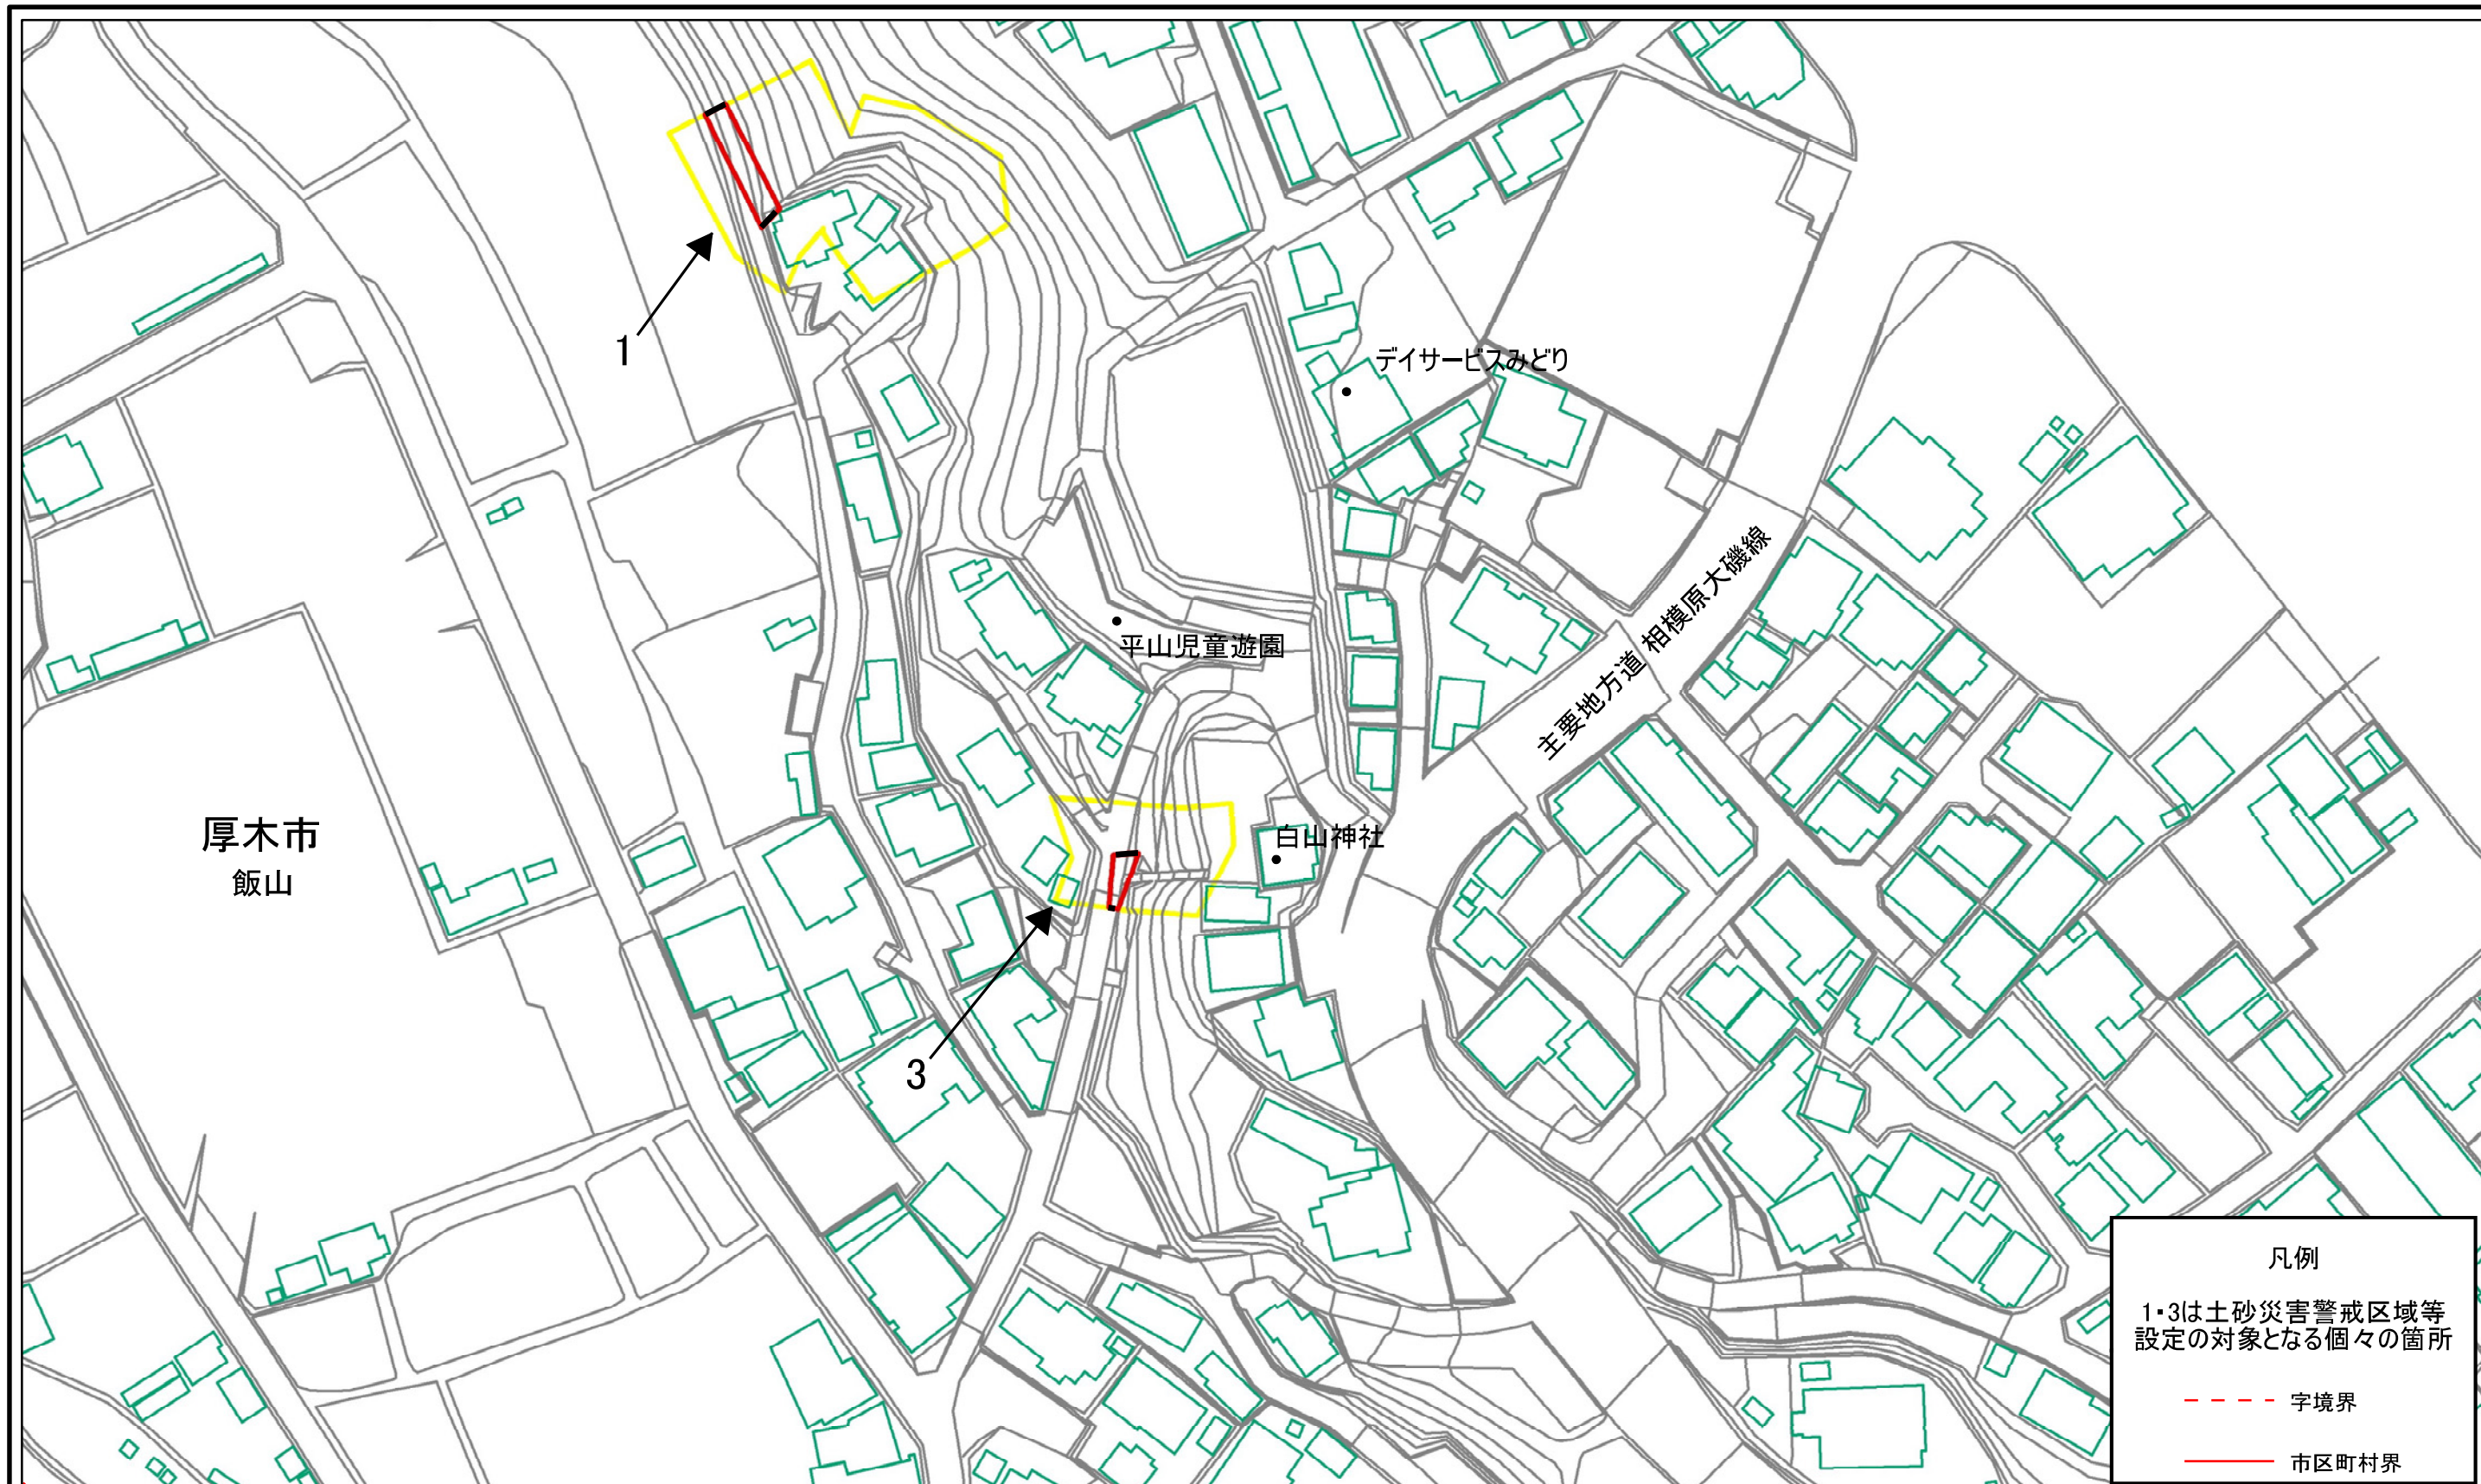 1
デイサービスみどり
主要地方道 相模原大磯線
平山児童遊園
厚木市
飯山
白山神社
3
凡例
1・3は土砂災害警戒区域等
設定の対象となる個々の箇所
字境界
市区町村界